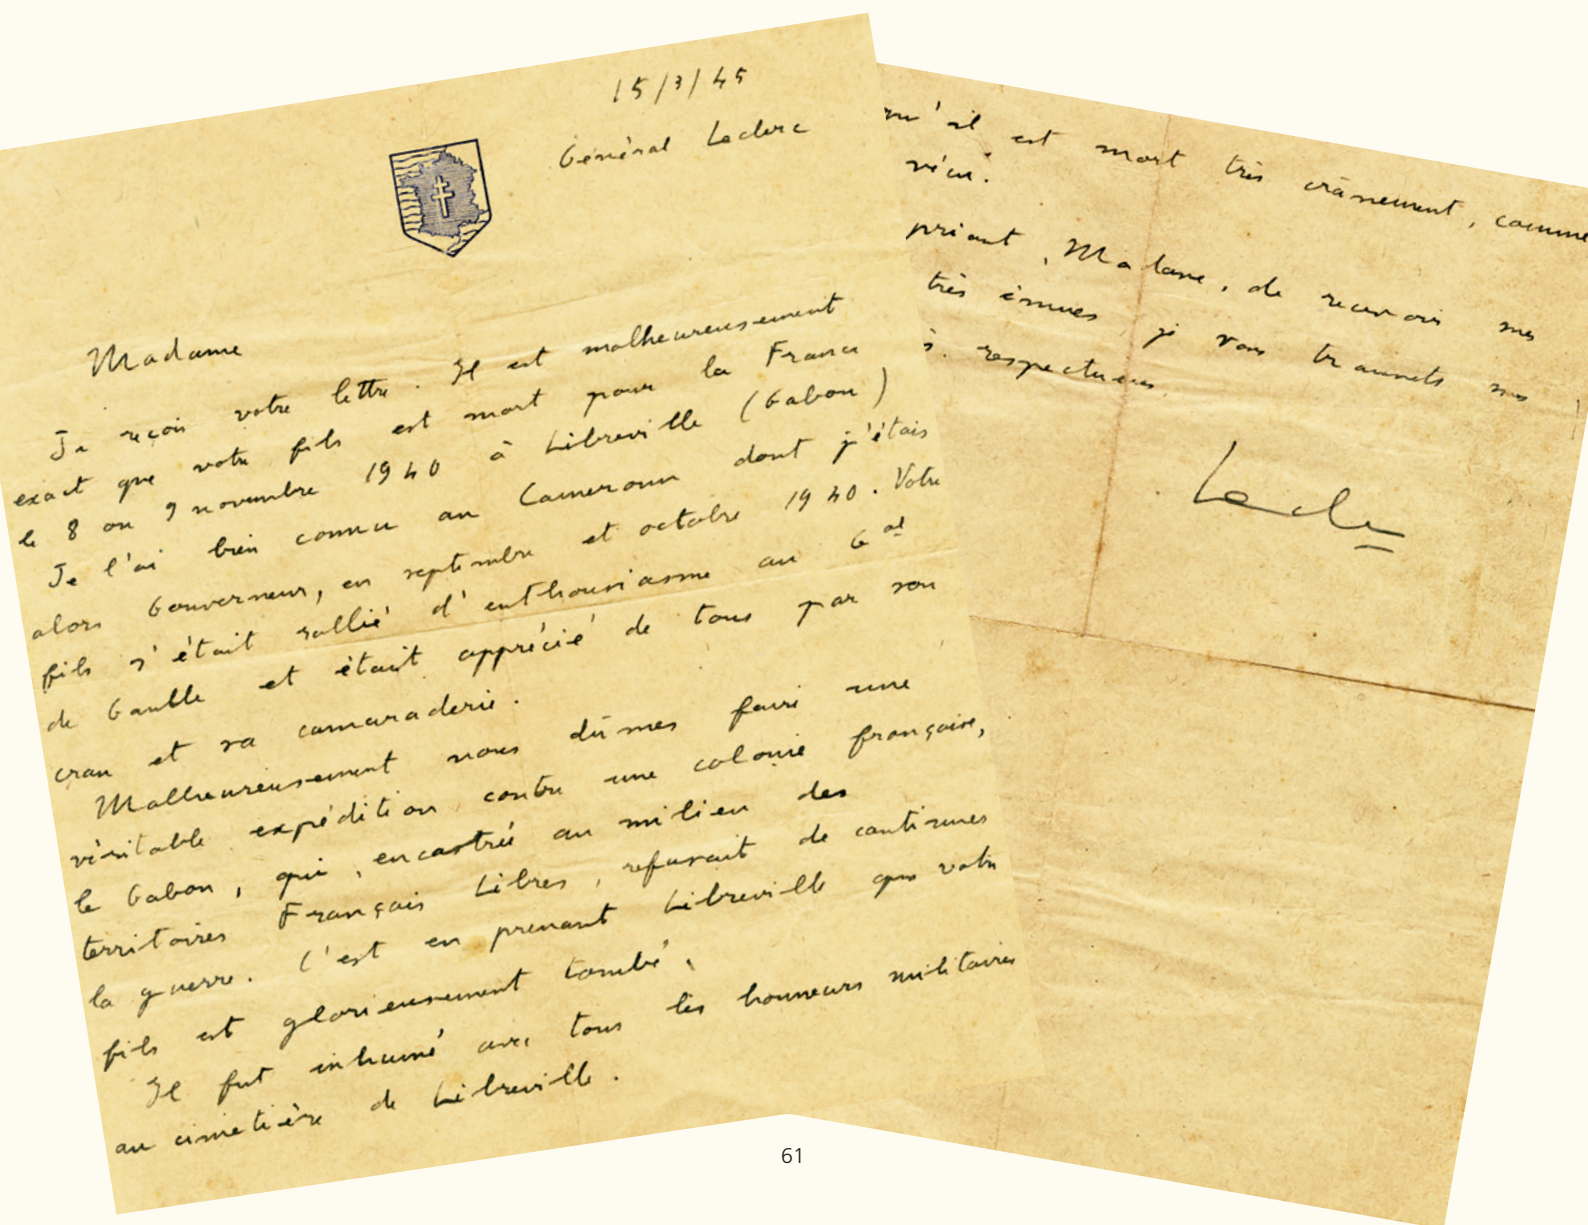 15/3/45
Général Leclerc
Madame
Je reçois votre lettre. Il est malheureusement
exact que votre fils est mort pour la France
le 8 ou 9 novembre 1940 à Libreville (Gabon)
Je l'ai bien connu au Cameroun dont j'étais
alors Gouverneur, en septembre et octobre 1940. Votre
fils s'était rallié d'enthousiasme au Gal
de Gaulle et était apprécié de tous par son
cran et sa camaraderie.
Malheureusement nous dûmes faire une
véritable expédition contre une colonie française,
le Gabon, qui, encastrée au milieu des
territoires Français Libres, refusait de continuer
la guerre. C'est en prenant Libreville que votre
fils est glorieusement tombé.
Il fut inhumé avec tous les honneurs militaires
au cimetière de Libreville.
qu'il est mort très crânement, comme
vécu.
priant, Madame, de recevoir mes
très émues je vous transmets mes
respectueux.
Leclerc
61